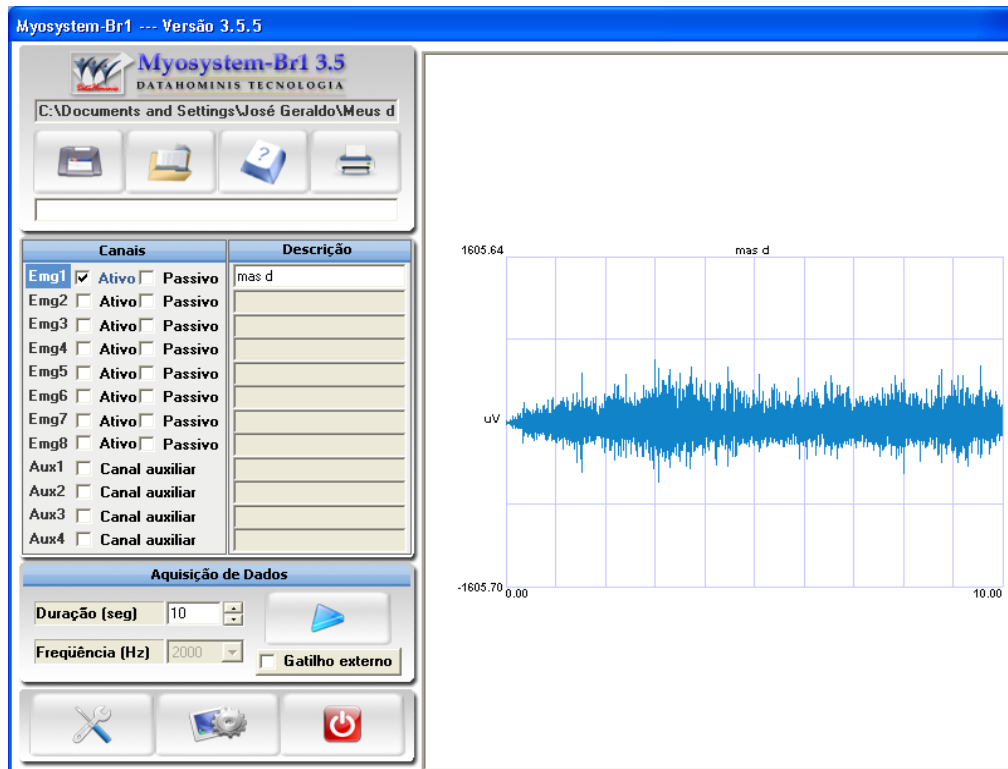 Myosystem-Br1 --- Versão 3.5.5
Myosystem-Br1 3.5
DATAHOMINIS TECNOLOGIA
C:\Documents and Settings\José Geraldo\Meus d
Canais Descrição
Emg1 Ativo Passivo mas d
Emg2 Ativo Passivo
Emg3 Ativo Passivo
Emg4 Ativo Passivo
Emg5 Ativo Passivo
Emg6 Ativo Passivo
Emg7 Ativo Passivo
Emg8 Ativo Passivo
Aux1 Canal auxiliar
Aux2 Canal auxiliar
Aux3 Canal auxiliar
Aux4 Canal auxiliar
Aquisição de Dados
Duração (seg) 10
Freqüência (Hz) 2000
Gatilho externo
1605.64 mas d
uV
-1605.70 0.00 10.00